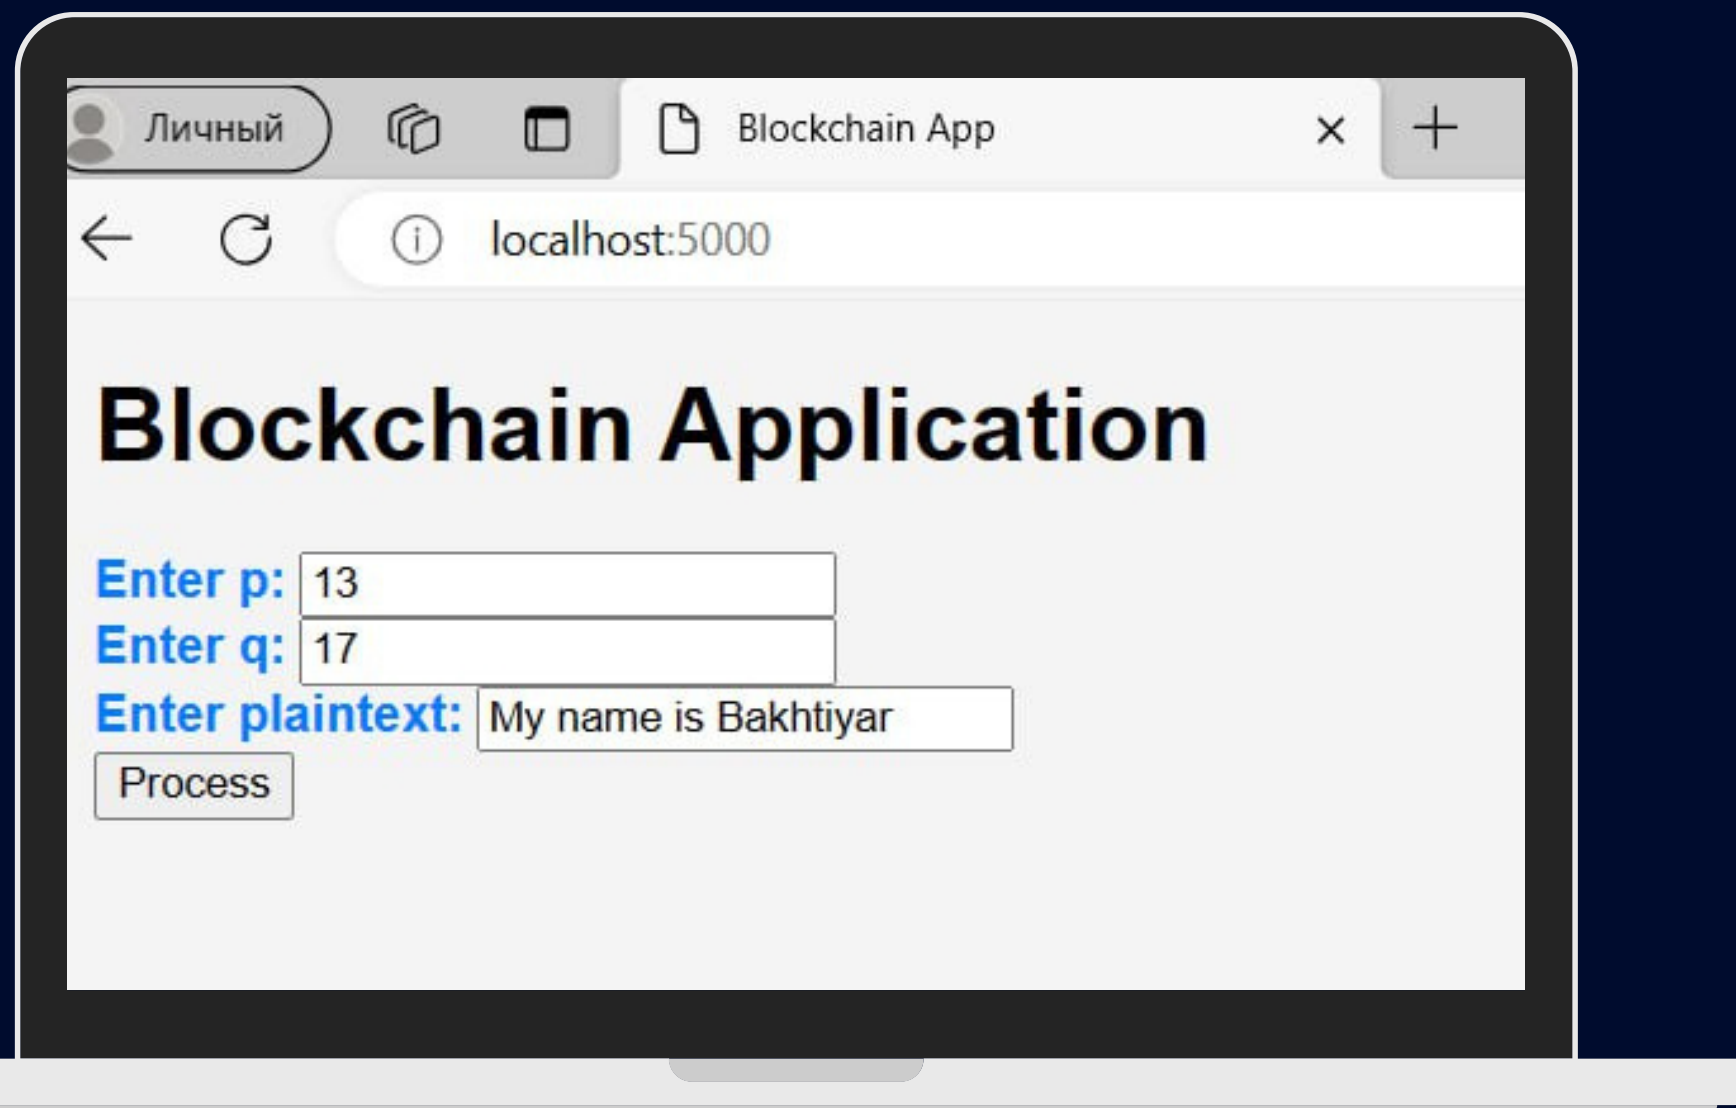 Личный
Blockchain App
localhost:5000
Blockchain Application
Enter p: 13
Enter q: 17
Enter plaintext: My name is Bakhtiyar
Process